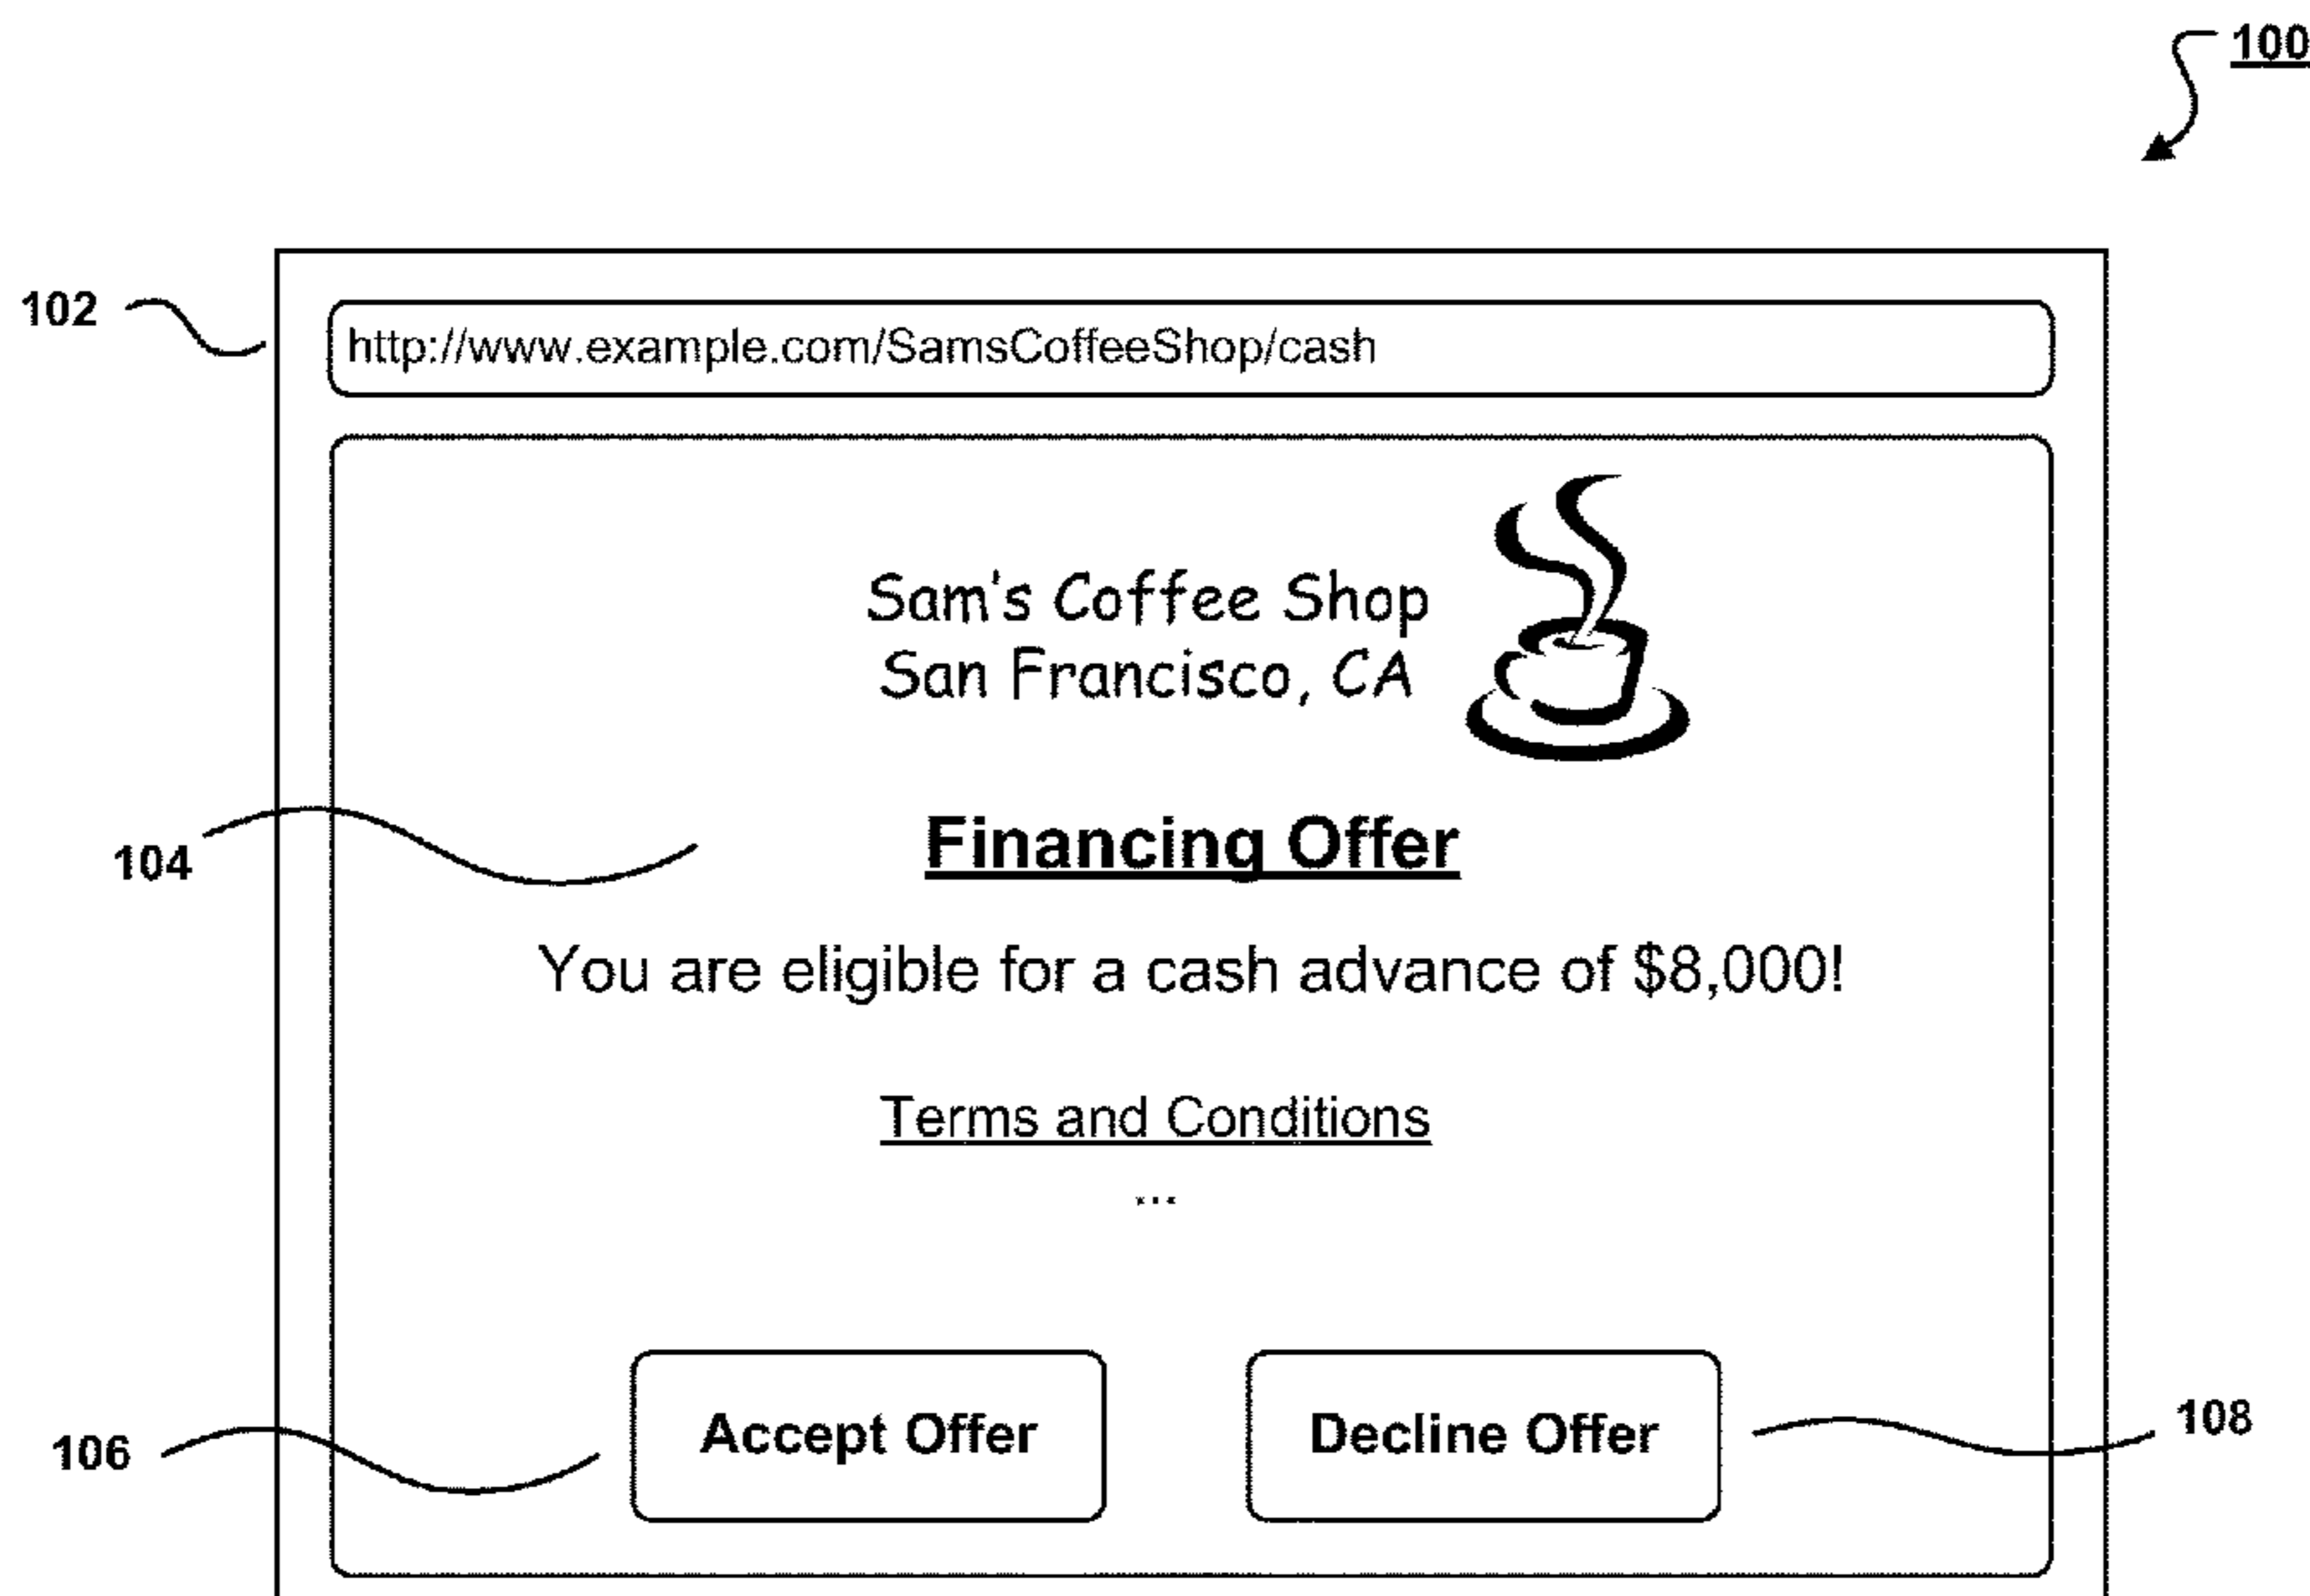 100
102
http://www.example.com/SamsCoffeeShop/cash
Sam's Coffee Shop
San Francisco, CA
104
Financing Offer
You are eligible for a cash advance of $8,000!
Terms and Conditions
...
106
Accept Offer
Decline Offer
108